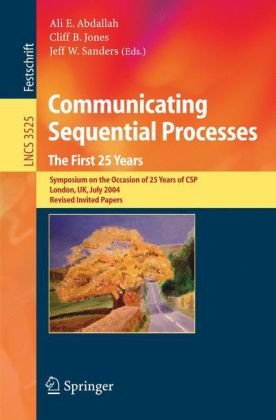 Ali E. Abdallah
Cliff B. Jones
Jeff W. Sanders (Eds.)
Festschrift
LNCS 3525
Communicating
Sequential Processes
The First 25 Years
Symposium on the Occasion of 25 Years of CSP
London, UK, July 2004
Revised Invited Papers
Springer